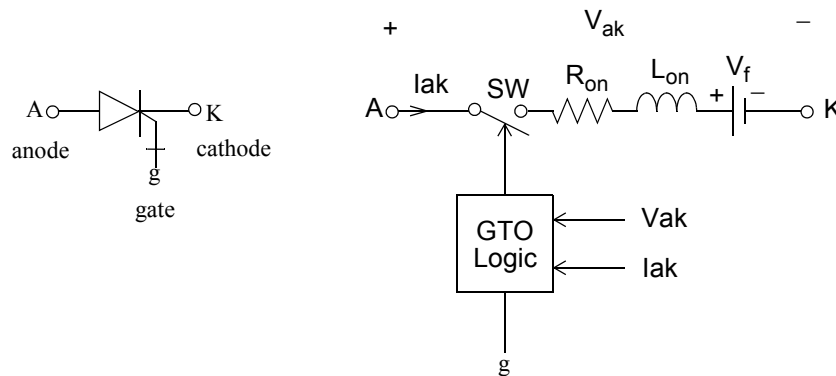 A
K
anode
cathode
g
gate
+
V_ak
–
Iak
SW
R_on
L_on
V_f
+
–
A
K
GTO
Logic
Vak
Iak
g